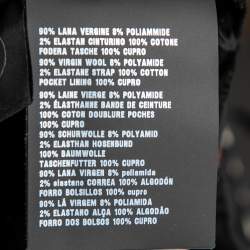 90% LANA VERGINE 8% POLIAMMIDE
2% ELASTAN CINTURINO 100% COTONE
FODERA TASCHE 100% CUPRO
90% VIRGIN WOOL 8% POLYAMIDE
2% ELASTANE STRAP 100% COTTON
POCKET LINING 100% CUPRO
90% LAINE VIERGE 8% POLYAMIDE
2% ÉLASTHANNE BANDE DE CEINTURE
100% COTON DOUBLURE POCHES
100% CUPRO
90% SCHURWOLLE 8% POLYAMID
2% ELASTHAN HOSENBUND
100% BAUMWOLLE
TASCHENFUTTER 100% CUPRO
90% LANA VIRGEN 8% poliamida
2% elastano CORREA 100% ALGODÓN
FORRO BOLSILLOS 100% cupro
90% LÃ VIRGEM 8% POLIAMIDA
2% ELASTANO ALÇA 100% ALGODÃO
FORRO DOS BOLSOS 100% CUPRO